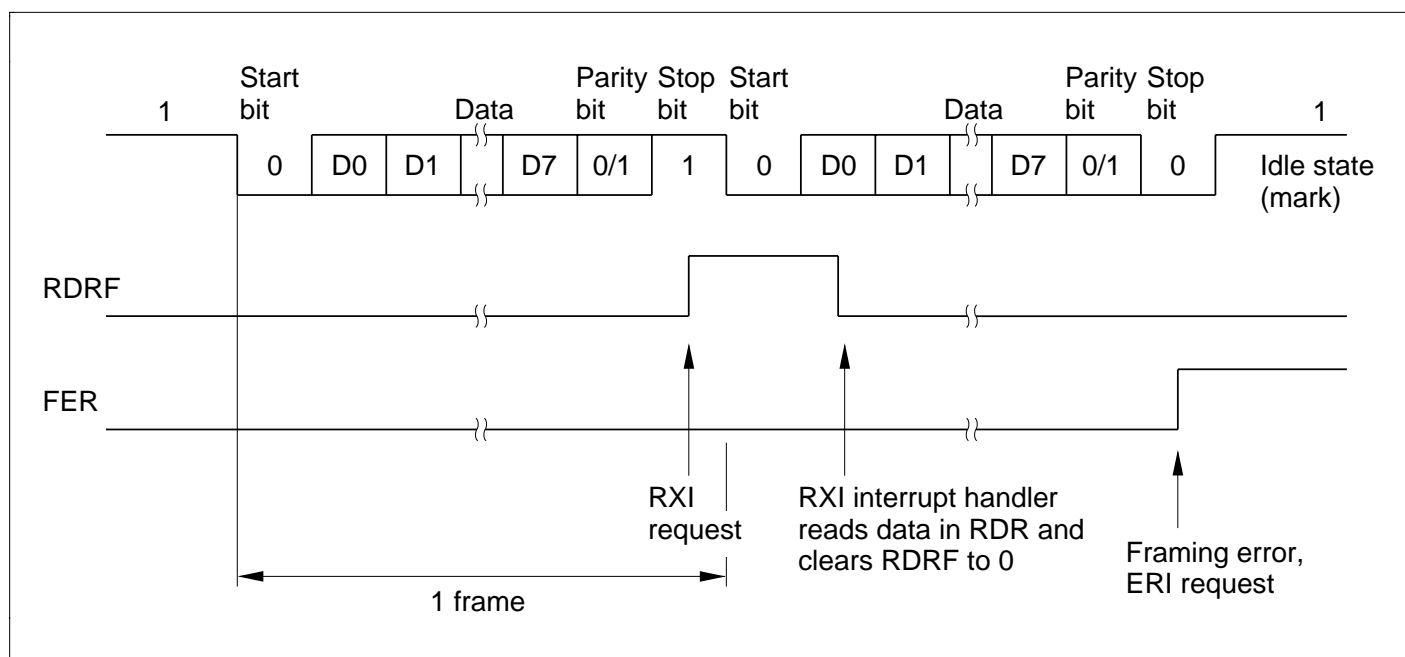 Start bit
Parity bit
Stop bit
Start bit
Parity bit
Stop bit
1
Data
Data
1
0
D0
D1
D7
0/1
1
0
D0
D1
D7
0/1
0
Idle state
(mark)
RDRF
FER
RXI
request
RXI interrupt handler
reads data in RDR and
clears RDRF to 0
Framing error,
ERI request
1 frame